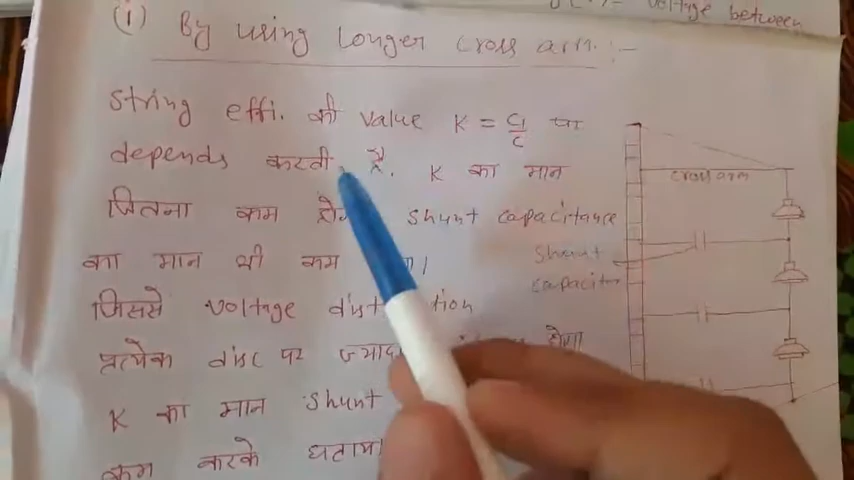 voltage between
(i) By using longer cross arm :-
String effi. की value K = C1/C पर
depends करती है. K का मान
जितना कम shunt capacitance
का मान भी कम
जिससे voltage
प्रत्येक disc पर
K का मान shunt
कम करके
cross arm
shunt
capacitor